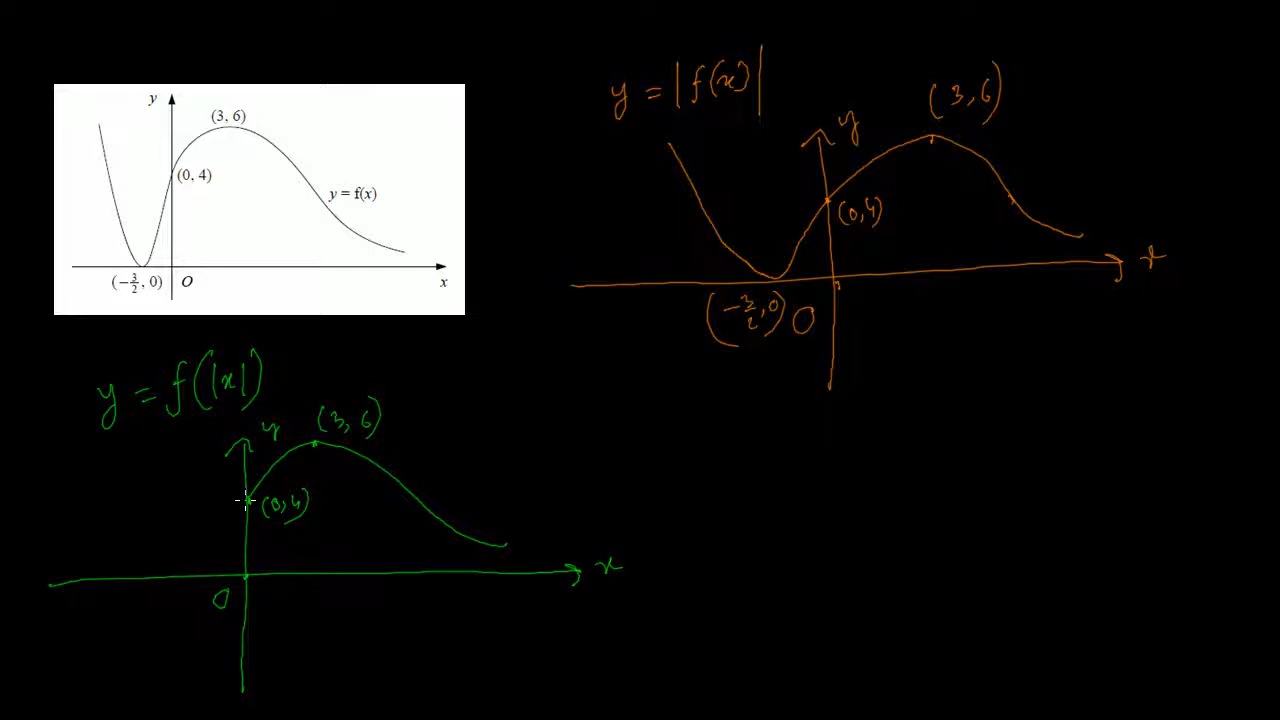 y
(3, 6)
(0, 4)
y = f(x)
(−3/2, 0)
O
x
y = |f(x)|
(3, 6)
y
(0, 4)
x
(−3/2, 0)
O
y = f(|x|)
(3, 6)
y
(0, 4)
x
O